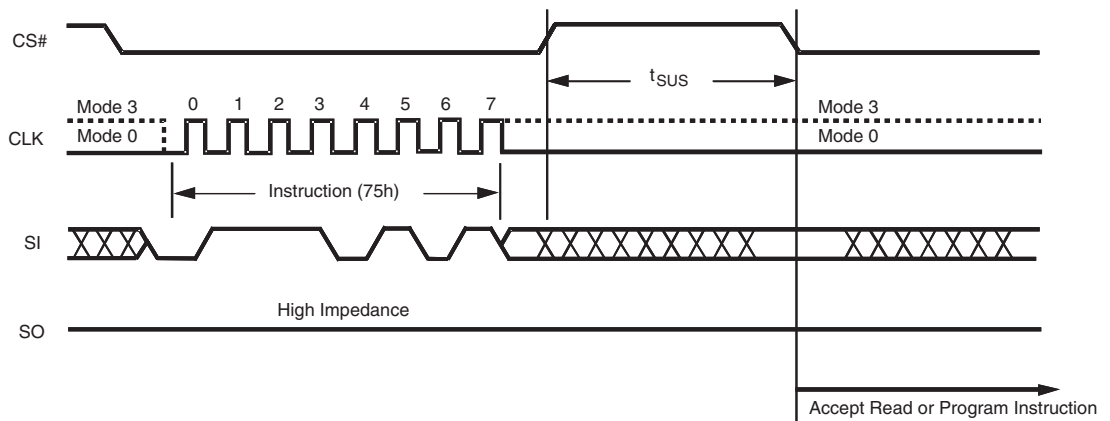 CS#
tSUS
Mode 3
0 1 2 3 4 5 6 7
Mode 3
CLK
Mode 0
Mode 0
Instruction (75h)
SI
High Impedance
SO
Accept Read or Program Instruction